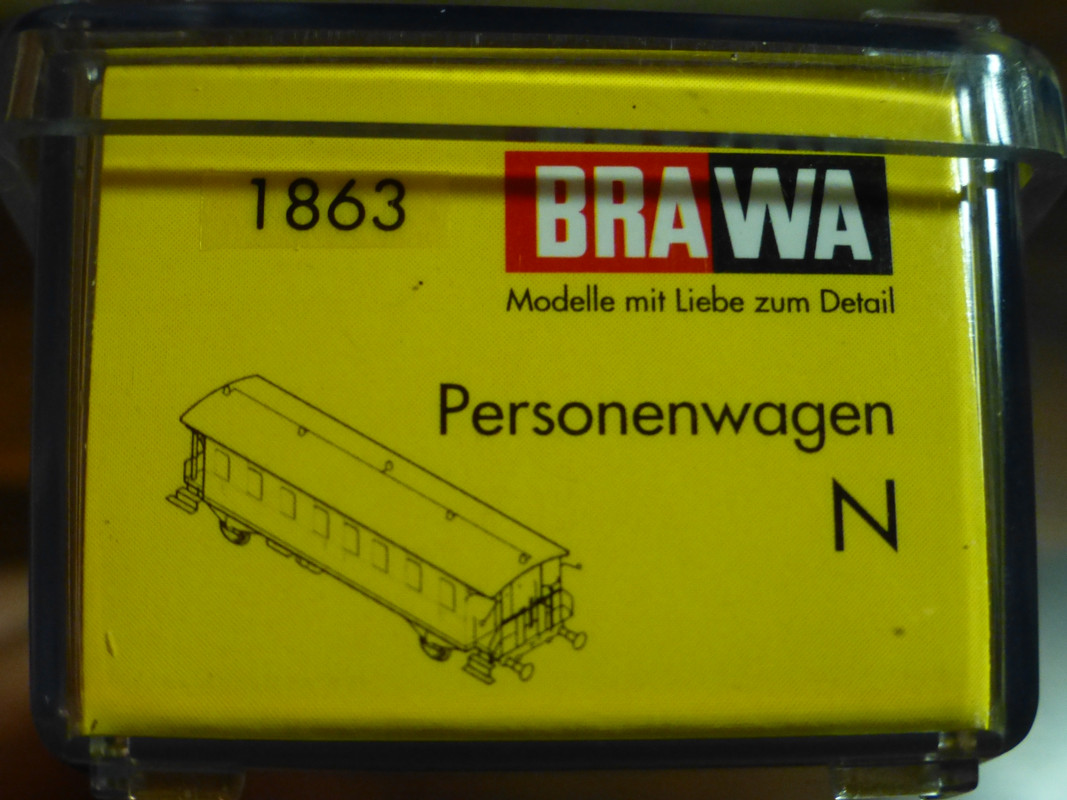 1863
BRAWA
Modelle mit Liebe zum Detail
Personenwagen
N